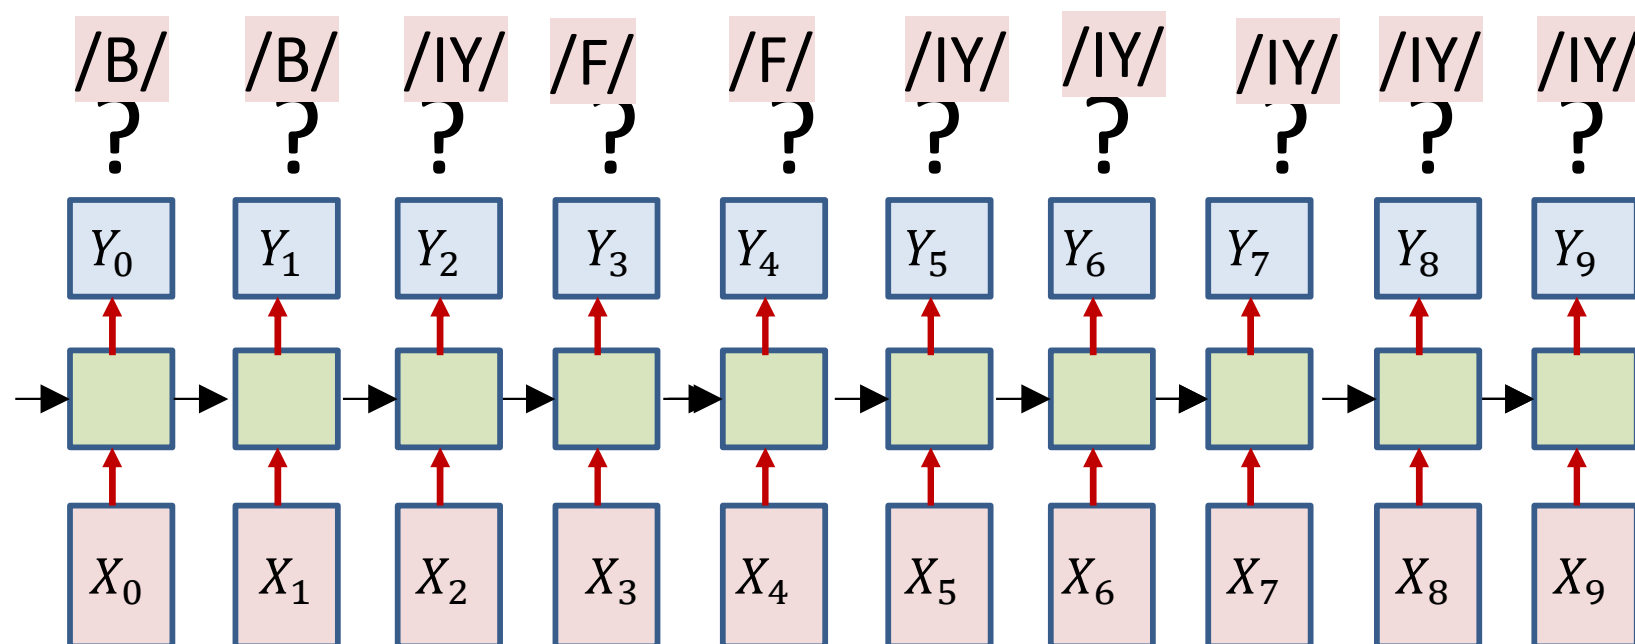 /B/ /B/ /IY/ /F/ /F/ /IY/ /IY/ /IY/ /IY/ /IY/
? ? ? ? ? ? ? ? ? ?
Y₀ Y₁ Y₂ Y₃ Y₄ Y₅ Y₆ Y₇ Y₈ Y₉
X₀ X₁ X₂ X₃ X₄ X₅ X₆ X₇ X₈ X₉